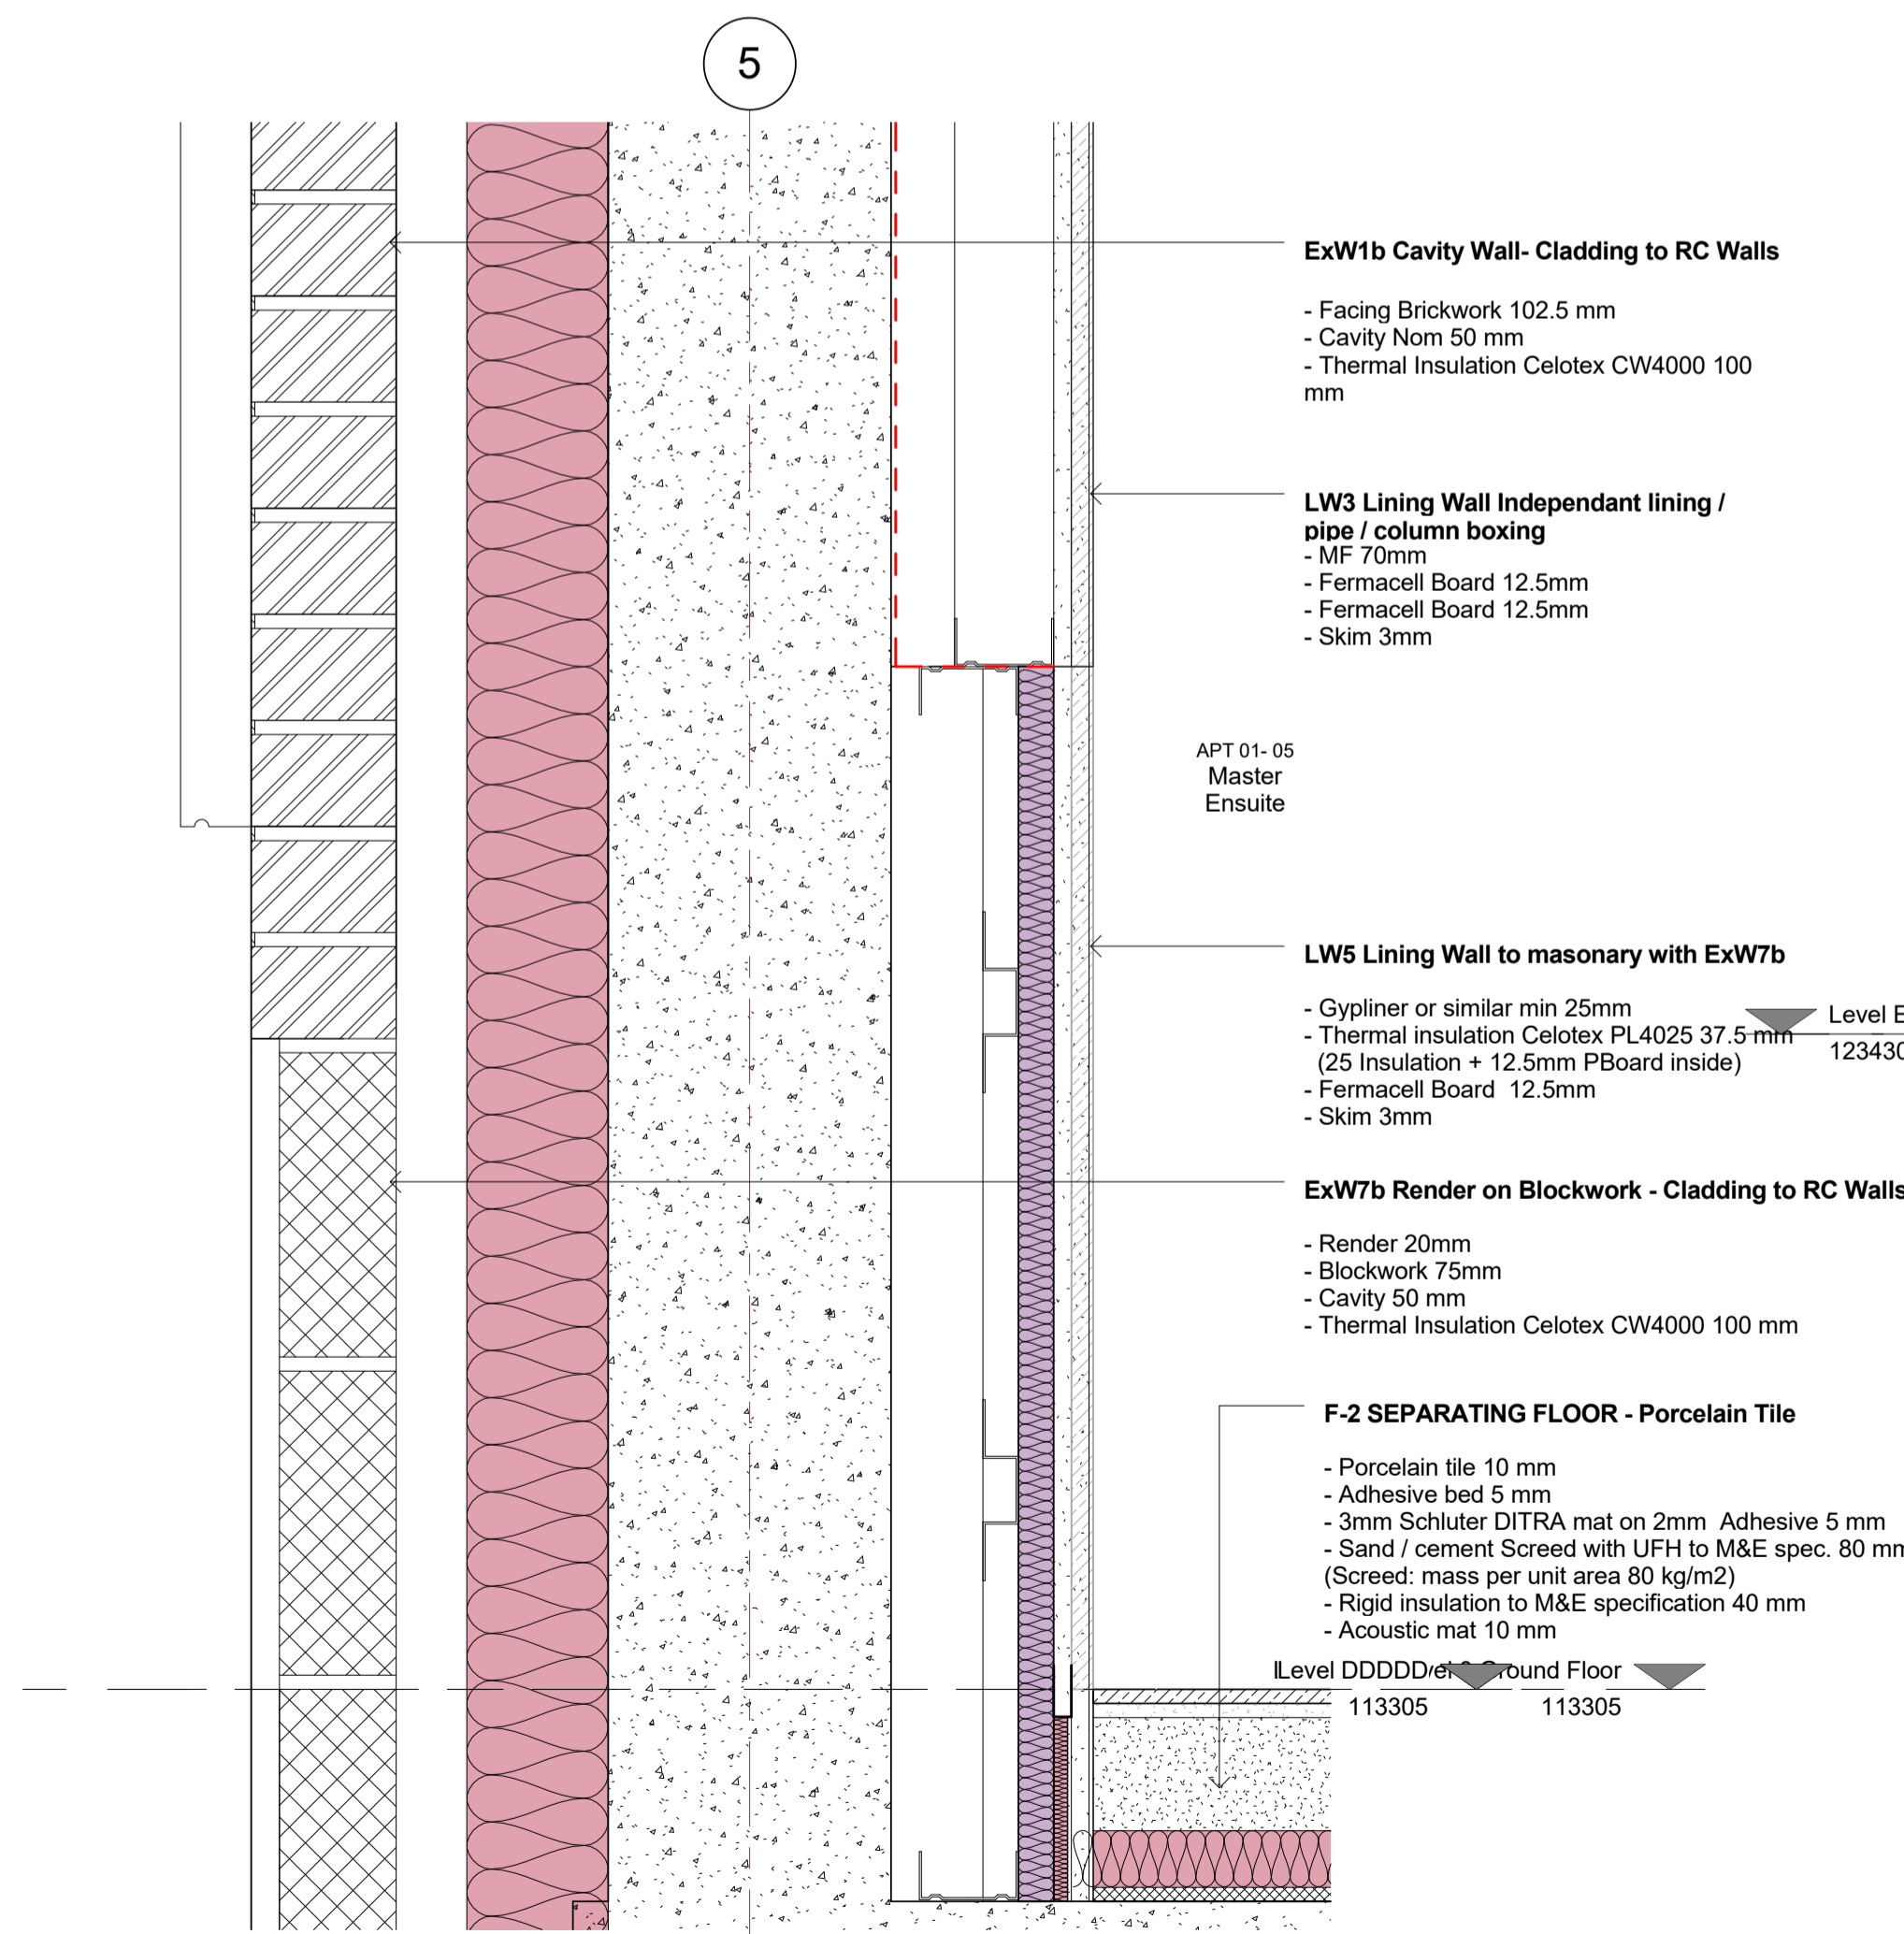 5
ExW1b Cavity Wall- Cladding to RC Walls
- Facing Brickwork 102.5 mm
- Cavity Nom 50 mm
- Thermal Insulation Celotex CW4000 100
mm
LW3 Lining Wall Independant lining /
pipe / column boxing
- MF 70mm
- Fermacell Board 12.5mm
- Fermacell Board 12.5mm
- Skim 3mm
APT 01- 05
Master
Ensuite
LW5 Lining Wall to masonary with ExW7b
- Gypliner or similar min 25mm
- Thermal insulation Celotex PL4025 37.5 mm
(25 Insulation + 12.5mm PBoard inside)
- Fermacell Board 12.5mm
- Skim 3mm
Level
12343
ExW7b Render on Blockwork - Cladding to RC Walls
- Render 20mm
- Blockwork 75mm
- Cavity 50 mm
- Thermal Insulation Celotex CW4000 100 mm
F-2 SEPARATING FLOOR - Porcelain Tile
- Porcelain tile 10 mm
- Adhesive bed 5 mm
- 3mm Schluter DITRA mat on 2mm Adhesive 5 mm
- Sand / cement Screed with UFH to M&E spec. 80 mm
(Screed: mass per unit area 80 kg/m2)
- Rigid insulation to M&E specification 40 mm
- Acoustic mat 10 mm
Level Ground Floor
113305 113305